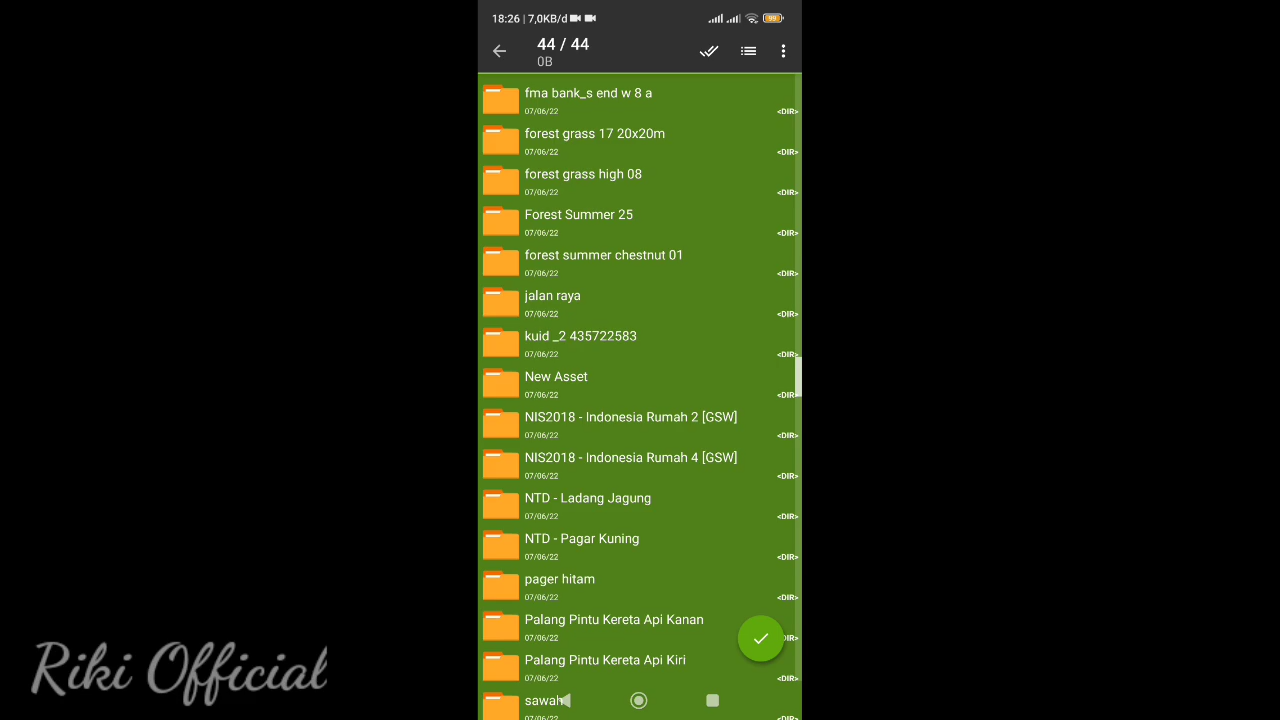 18:26 | 7,0KB/d
99
44 / 44
0B
fma bank_s end w 8 a
07/06/22
<DIR>
forest grass 17 20x20m
07/06/22
<DIR>
forest grass high 08
07/06/22
<DIR>
Forest Summer 25
07/06/22
<DIR>
forest summer chestnut 01
07/06/22
<DIR>
jalan raya
07/06/22
<DIR>
kuid _2 435722583
07/06/22
<DIR>
New Asset
07/06/22
<DIR>
NIS2018 - Indonesia Rumah 2 [GSW]
07/06/22
<DIR>
NIS2018 - Indonesia Rumah 4 [GSW]
07/06/22
<DIR>
NTD - Ladang Jagung
07/06/22
<DIR>
NTD - Pagar Kuning
07/06/22
<DIR>
pager hitam
07/06/22
<DIR>
Palang Pintu Kereta Api Kanan
07/06/22
Palang Pintu Kereta Api Kiri
07/06/22
<DIR>
sawah
Riki Official